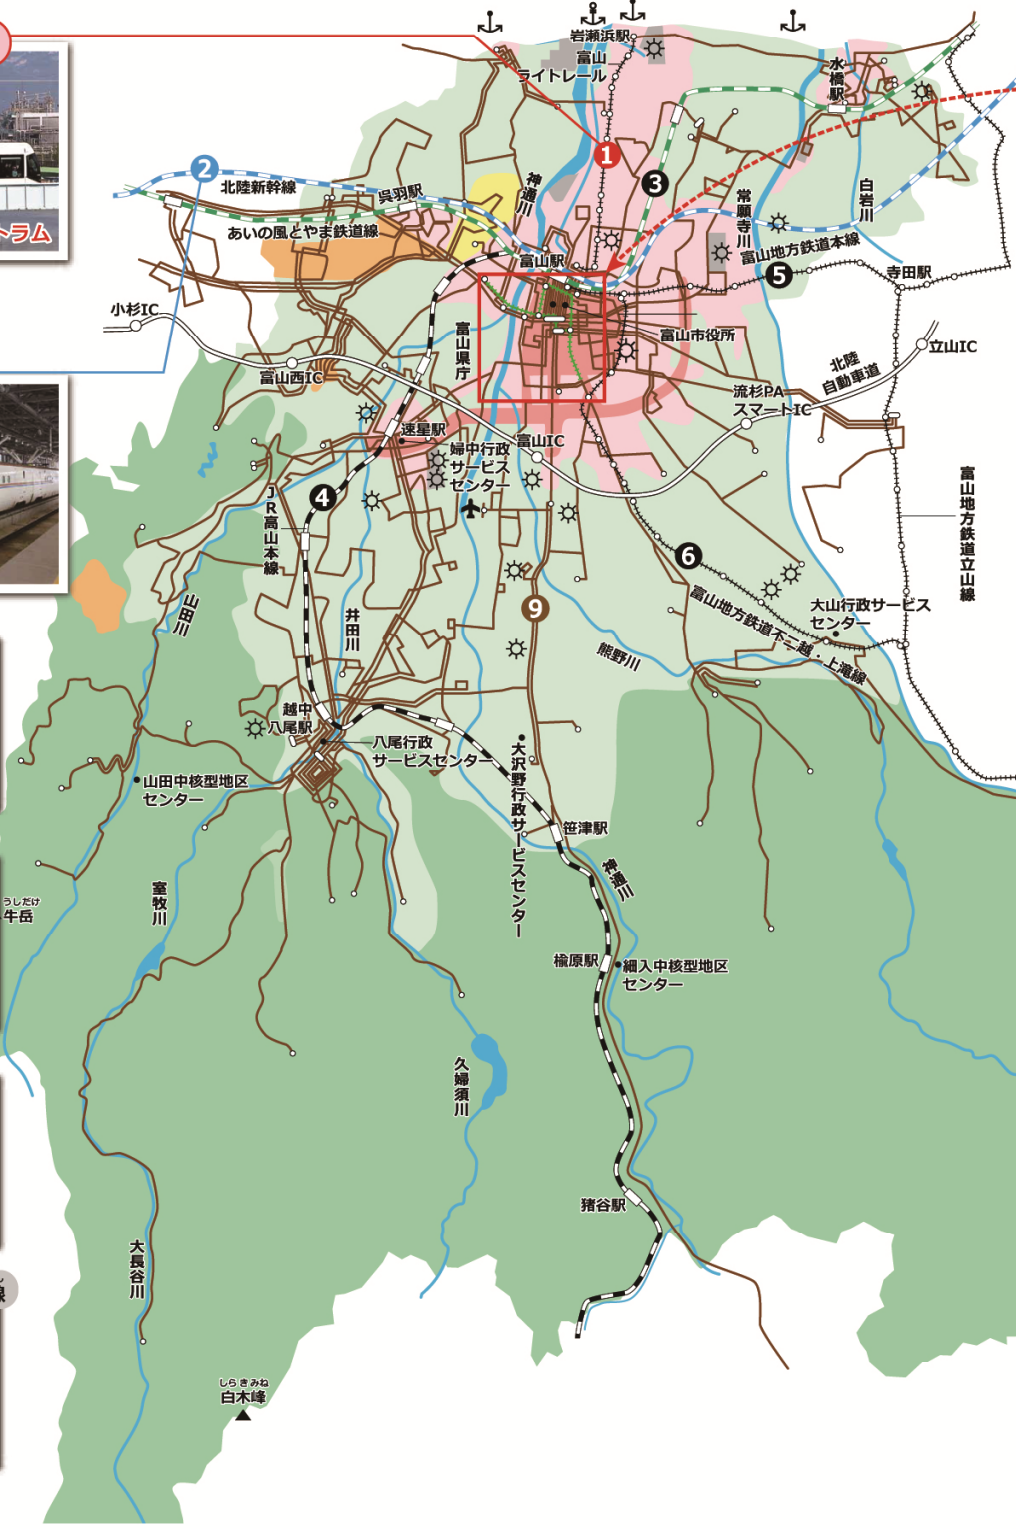 岩瀬浜駅
富山
ライトレール
水橋駅
1
2
北陸新幹線
呉羽駅
神通川
3
常願寺川
白岩川
トラム
あいの風とやま鉄道線
富山駅
富山地方鉄道本線
5
寺田駅
小杉IC
富山県庁
富山市役所
立山IC
北陸
自動車道
富山西IC
流杉PA
スマートIC
速星駅
富山IC
婦中行政
サービス
センター
4
JR高山本線
富山地方鉄道立山線
6
山田川
井田川
9
富山地方鉄道不二越・上滝線
大山行政サービス
センター
熊野川
越中
八尾駅
八尾行政
サービスセンター
大沢野行政サービスセンター
山田中核型地区
センター
笹津駅
神通川
うしだけ
牛岳
室牧川
楡原駅
細入中核型地区
センター
久婦須川
猪谷駅
大長谷川
線
しらきみね
白木峰